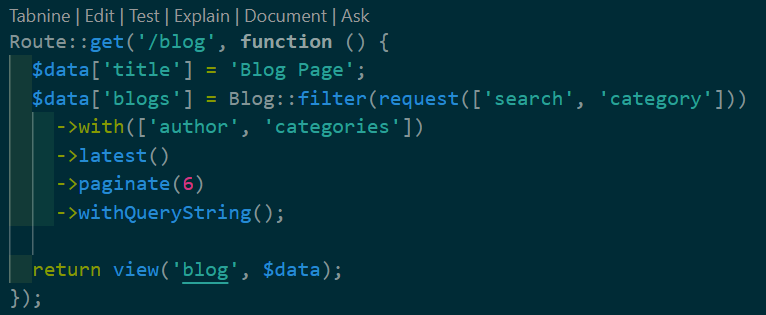 Tabnine | Edit | Test | Explain | Document | Ask
Route::get('/blog', function () {
  $data['title'] = 'Blog Page';
  $data['blogs'] = Blog::filter(request(['search', 'category']))
    ->with(['author', 'categories'])
    ->latest()
    ->paginate(6)
    ->withQueryString();

  return view('blog', $data);
});